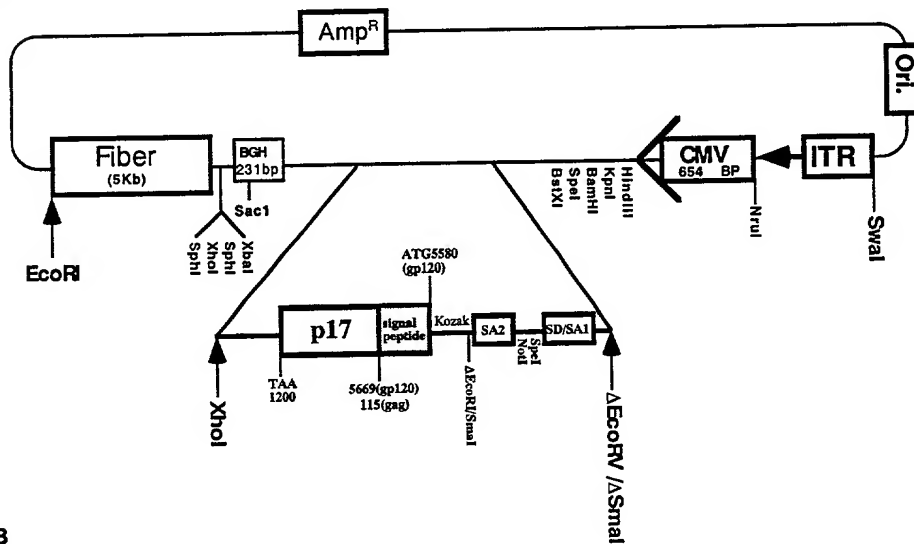 Amp^R
Ori.
Fiber
(5Kb)
BGH
231bp
CMV
654 BP
ITR
HindIII
KpnI
BamHI
SpeI
BstXI
Sac1
NruI
SwaI
XbaI
SphI
XhoI
SphI
EcoRI
ATG5580
(gp120)
p17
signal
peptide
Kozak
SA2
SD/SA1
SpeI
NotI
TAA
1200
5669(gp120)
115(gag)
ΔEcoRI/SmaI
XhoI
ΔEcoRV /ΔSmaI
B